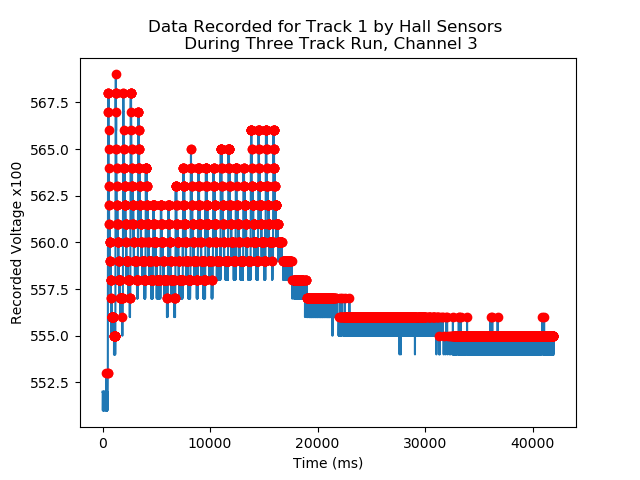 Data Recorded for Track 1 by Hall Sensors
During Three Track Run, Channel 3
567.5
565.0
562.5
560.0
557.5
555.0
552.5
Recorded Voltage x100
0 10000 20000 30000 40000
Time (ms)